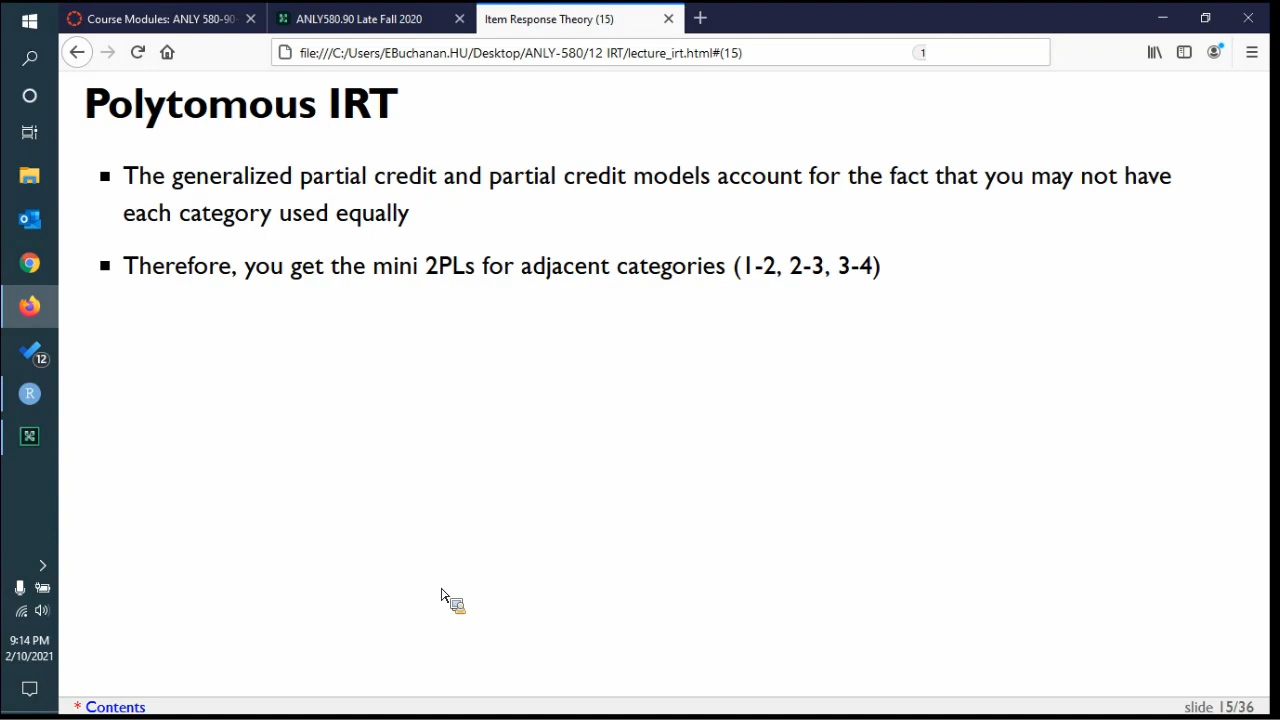 Course Modules: ANLY 580-90-
ANLY580.90 Late Fall 2020
Item Response Theory (15)
file:///C:/Users/EBuchanan.HU/Desktop/ANLY-580/12 IRT/lecture_irt.html#(15)
1
Polytomous IRT
The generalized partial credit and partial credit models account for the fact that you may not have
each category used equally
Therefore, you get the mini 2PLs for adjacent categories (1-2, 2-3, 3-4)
12
R
9:14 PM
2/10/2021
* Contents
slide 15/36